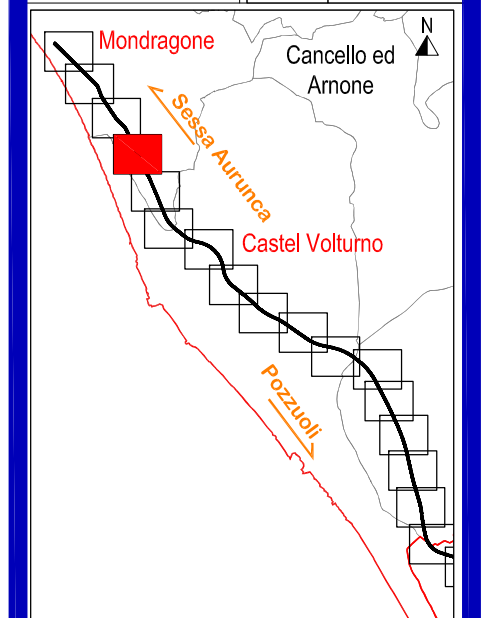 N
Mondragone
Cancello ed
Arnone
Sessa Aurunca
Castel Volturno
Pozzuoli